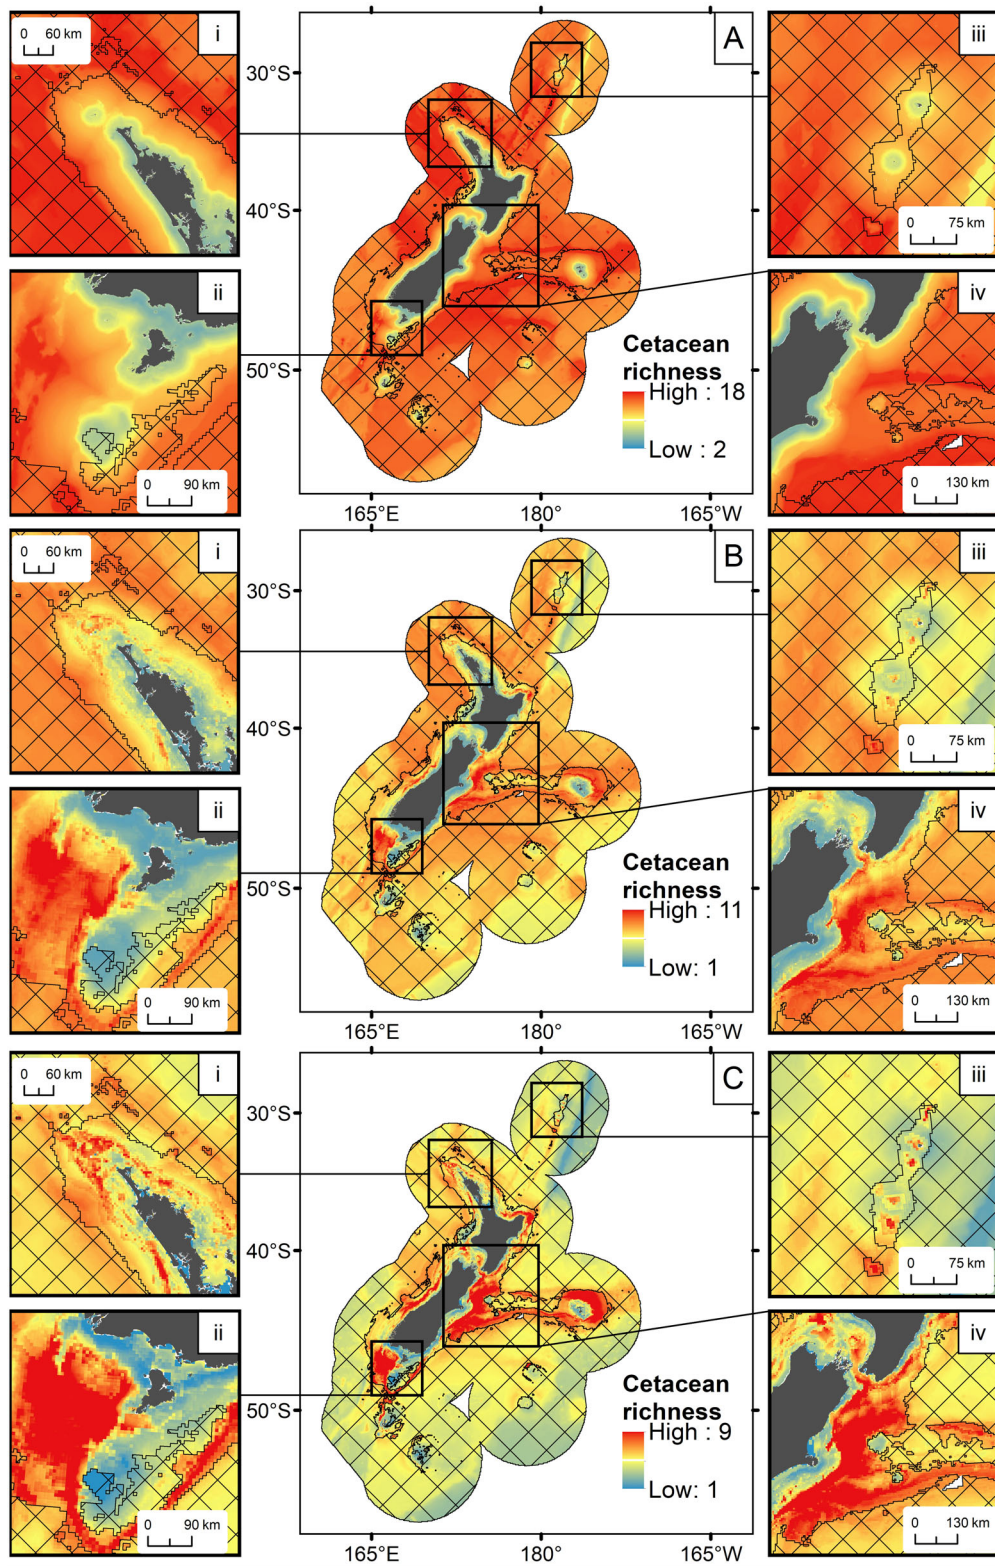 0 60 km
i
A
iii
30°S
40°S
50°S
0 75 km
ii
iv
0 90 km
Cetacean
richness
High : 18
Low : 2
0 130 km
165°E
180°
165°W
0 60 km
i
B
iii
30°S
40°S
50°S
0 75 km
ii
iv
0 90 km
Cetacean
richness
High : 11
Low: 1
0 130 km
165°E
180°
165°W
0 60 km
i
C
iii
30°S
40°S
50°S
0 75 km
ii
iv
0 90 km
Cetacean
richness
High : 9
Low: 1
0 130 km
165°E
180°
165°W